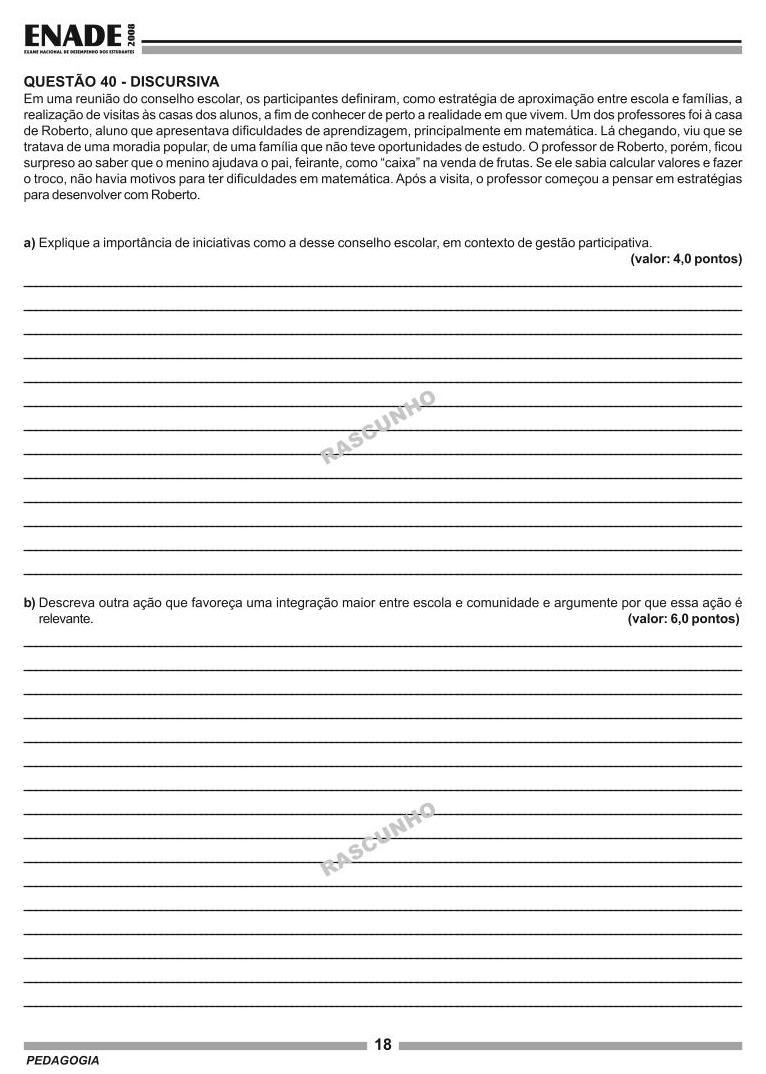 ENADE 2008
EXAME NACIONAL DE DESEMPENHO DOS ESTUDANTES
QUESTÃO 40 - DISCURSIVA
Em uma reunião do conselho escolar, os participantes definiram, como estratégia de aproximação entre escola e famílias, a
realização de visitas às casas dos alunos, a fim de conhecer de perto a realidade em que vivem. Um dos professores foi à casa
de Roberto, aluno que apresentava dificuldades de aprendizagem, principalmente em matemática. Lá chegando, viu que se
tratava de uma moradia popular, de uma família que não teve oportunidades de estudo. O professor de Roberto, porém, ficou
surpreso ao saber que o menino ajudava o pai, feirante, como “caixa” na venda de frutas. Se ele sabia calcular valores e fazer
o troco, não havia motivos para ter dificuldades em matemática. Após a visita, o professor começou a pensar em estratégias
para desenvolver com Roberto.
a) Explique a importância de iniciativas como a desse conselho escolar, em contexto de gestão participativa.
(valor: 4,0 pontos)
RASCUNHO
b) Descreva outra ação que favoreça uma integração maior entre escola e comunidade e argumente por que essa ação é
relevante. (valor: 6,0 pontos)
RASCUNHO
18
PEDAGOGIA